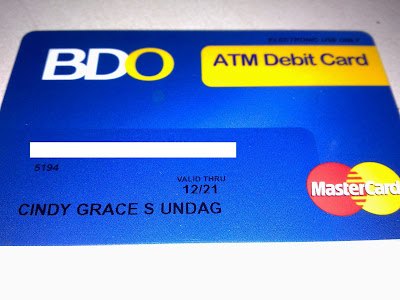 ELECTRONIC USE ONLY
BDO
ATM Debit Card
5194
VALID THRU
12/21
CINDY GRACE S UNDAG
MasterCard